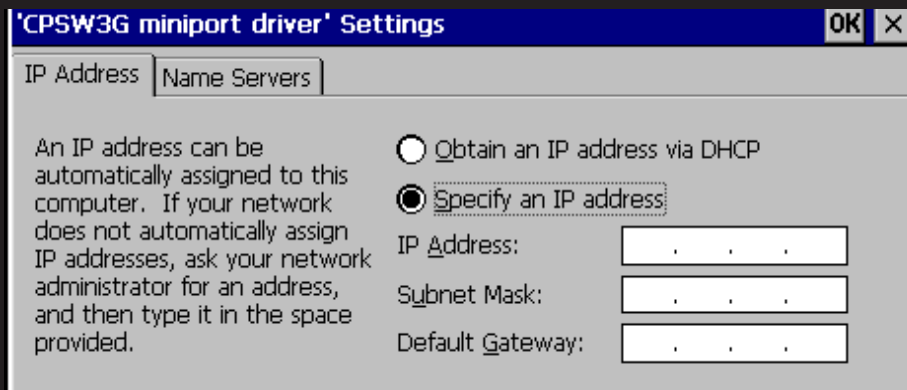 'CPSW3G miniport driver' Settings OK ×
IP Address Name Servers
An IP address can be
automatically assigned to this
computer. If your network
does not automatically assign
IP addresses, ask your network
administrator for an address,
and then type it in the space
provided.
Obtain an IP address via DHCP
Specify an IP address
IP Address: . . .
Subnet Mask: . . .
Default Gateway: . . .